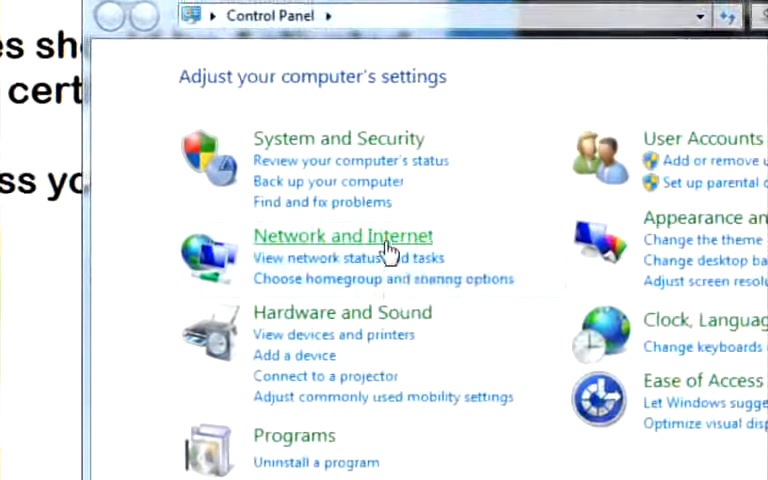 es sh
cert
ss yo
Control Panel
Adjust your computer's settings
System and Security
Review your computer's status
Back up your computer
Find and fix problems
Network and Internet
View network status d tasks
Choose homegroup and sharing options
Hardware and Sound
View devices and printers
Add a device
Connect to a projector
Adjust commonly used mobility settings
Programs
Uninstall a program
User Accounts
Add or remove u
Set up parental c
Appearance an
Change the theme
Change desktop ba
Adjust screen resolu
Clock, Languag
Change keyboards
Ease of Access
Let Windows sugge
Optimize visual disp